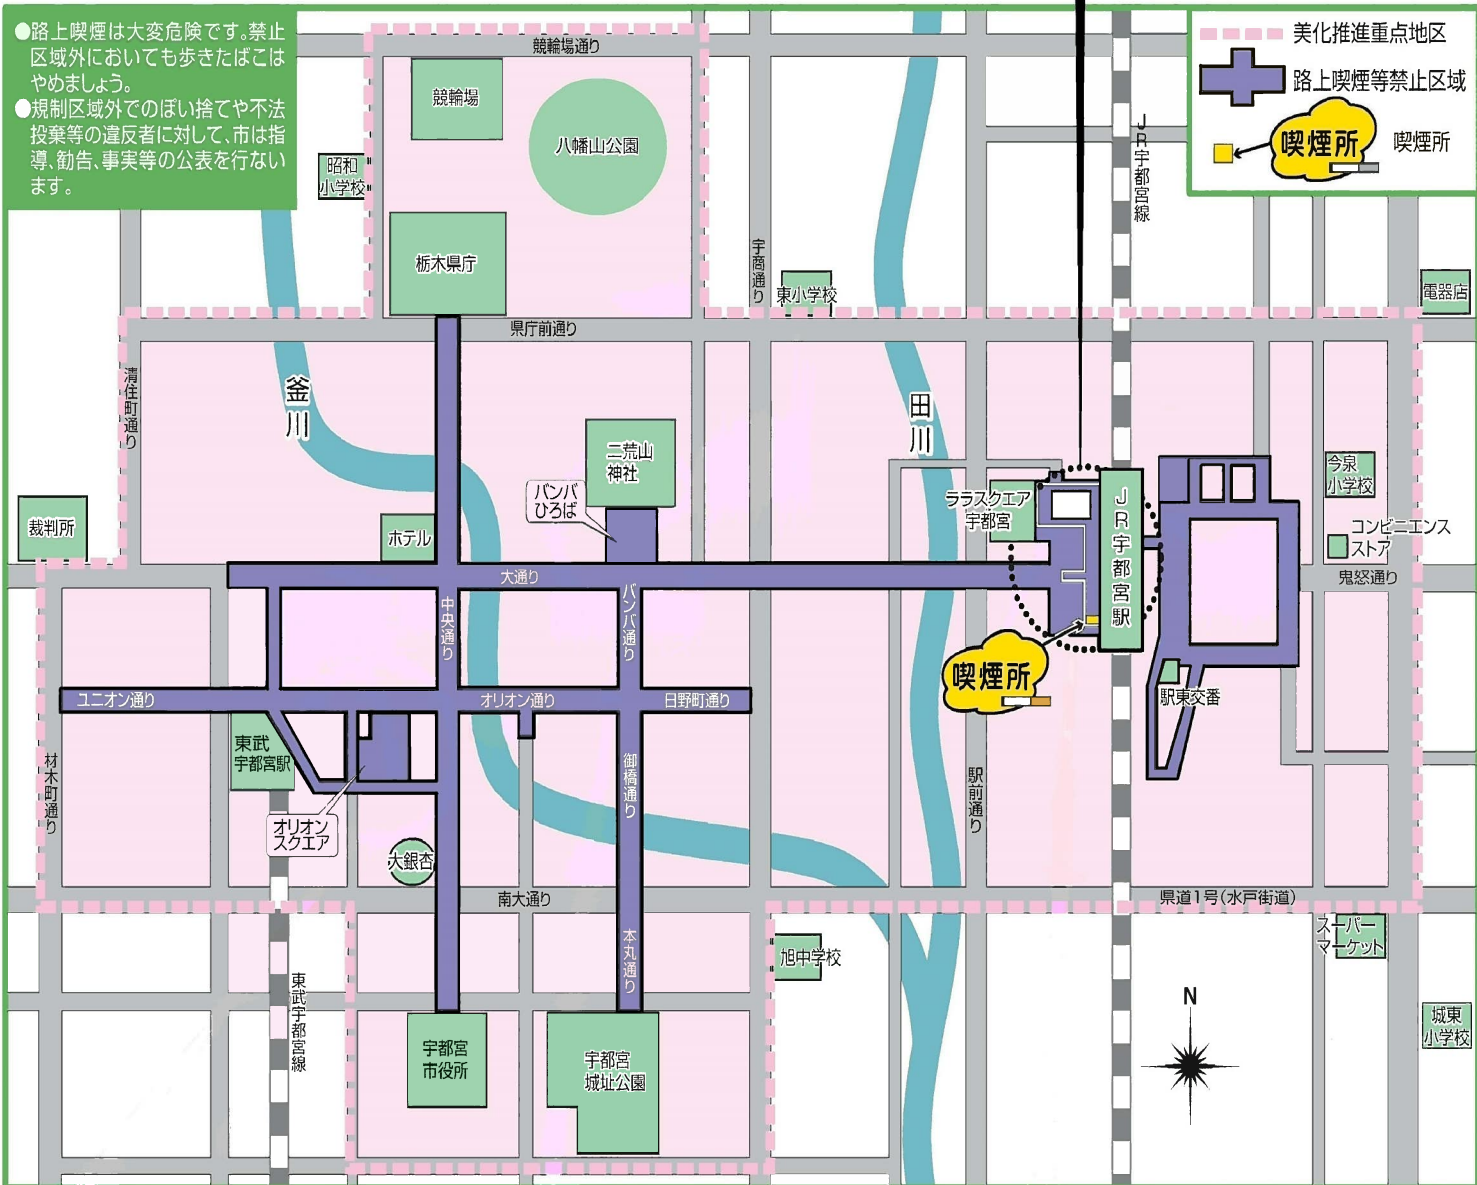 ●路上喫煙は大変危険です。禁止
区域外においても歩きたばこは
やめましょう。
●規制区域外でのぽい捨てや不法
投棄等の違反者に対して、市は指
導、勧告、事実等の公表を行ない
ます。
美化推進重点地区
路上喫煙等禁止区域
喫煙所
喫煙所
競輪場通り
競輪場
八幡山公園
昭和
小学校
栃木県庁
宇商通り
東小学校
JR宇都宮線
電器店
県庁前通り
清住町通り
釜川
田川
二荒山
神社
バンバ
ひろば
ホテル
裁判所
ララスクエア
宇都宮
JR宇都宮駅
今泉
小学校
コンビニエンス
ストア
鬼怒通り
大通り
中央通り
バンバ通り
喫煙所
駅東交番
ユニオン通り
オリオン通り
日野町通り
東武
宇都宮駅
材木町通り
御橋通り
駅前通り
オリオン
スクエア
大銀杏
南大通り
県道1号(水戸街道)
本丸通り
旭中学校
スーパー
マーケット
東武宇都宮線
宇都宮
市役所
宇都宮
城址公園
N
城東
小学校